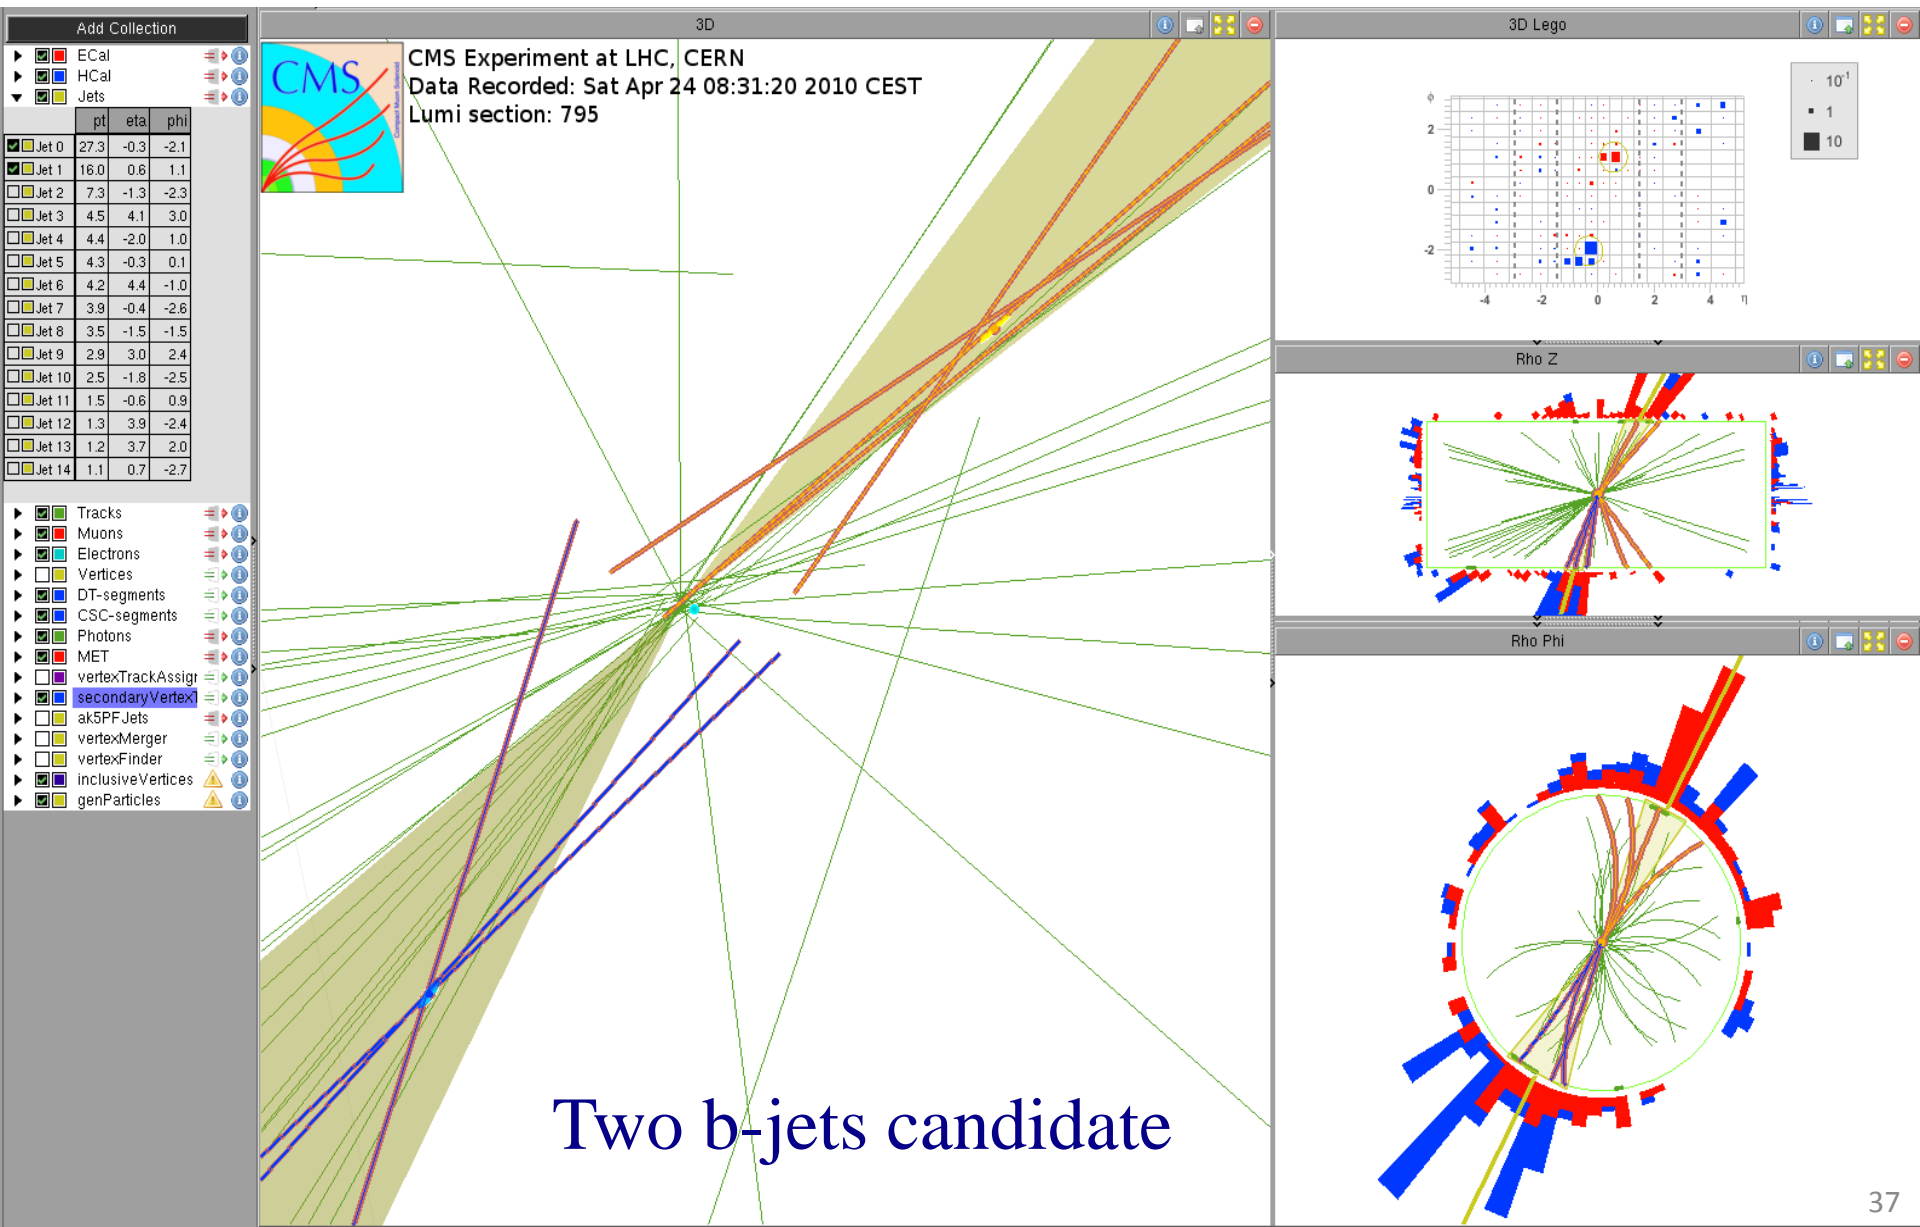 Add Collection
ECal
HCal
Jets
pt eta phi
Jet 0 27.3 -0.3 -2.1
Jet 1 16.0 0.6 1.1
Jet 2 7.3 -1.3 -2.3
Jet 3 4.5 4.1 3.0
Jet 4 4.4 -2.0 1.0
Jet 5 4.3 -0.3 0.1
Jet 6 4.2 4.4 -1.0
Jet 7 3.9 -0.4 -2.6
Jet 8 3.5 -1.5 -1.5
Jet 9 2.9 3.0 2.4
Jet 10 2.5 -1.8 -2.5
Jet 11 1.5 -0.6 0.9
Jet 12 1.3 3.9 -2.4
Jet 13 1.2 3.7 2.0
Jet 14 1.1 0.7 -2.7
Tracks
Muons
Electrons
Vertices
DT-segments
CSC-segments
Photons
MET
vertexTrackAssigr
secondaryVertexT
ak5PFJets
vertexMerger
vertexFinder
inclusiveVertices
genParticles
3D
CMS
Compact Muon Solenoid
CMS Experiment at LHC, CERN
Data Recorded: Sat Apr 24 08:31:20 2010 CEST
Lumi section: 795
Two b-jets candidate
3D Lego
10⁻¹
1
10
ϕ
2
0
-2
-4 -2 0 2 4 η
Rho Z
Rho Phi
37